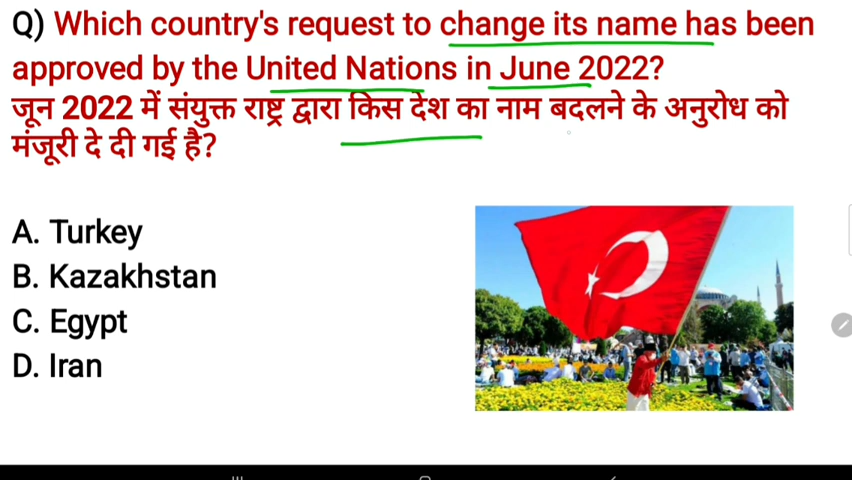 Q) Which country's request to change its name has been
approved by the United Nations in June 2022?
जून 2022 में संयुक्त राष्ट्र द्वारा किस देश का नाम बदलने के अनुरोध को
मंजूरी दे दी गई है?
A. Turkey
B. Kazakhstan
C. Egypt
D. Iran